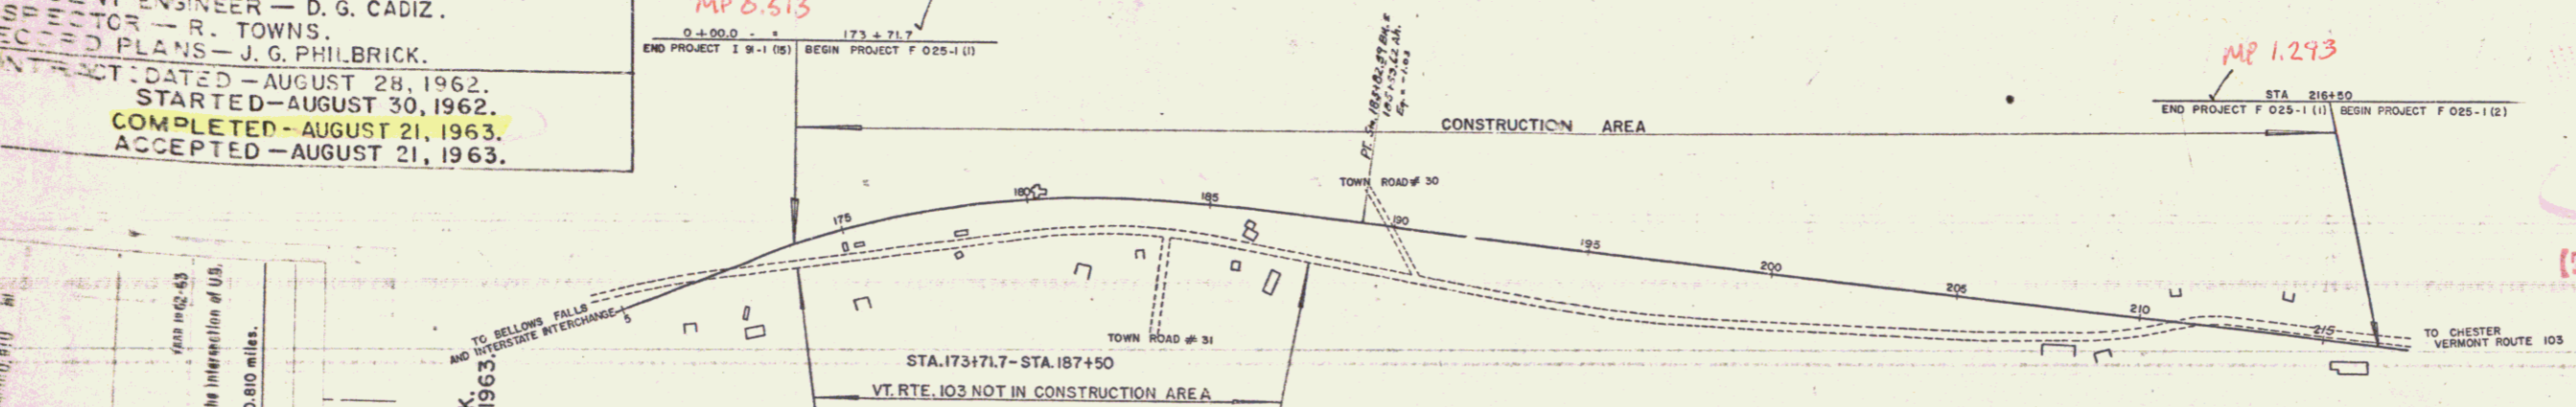 ENGINEER — D. G. CADIZ.
R. TOWNS.
PLANS — J. G. PHILBRICK.
DATED — AUGUST 28, 1962.
STARTED — AUGUST 30, 1962.
COMPLETED - AUGUST 21, 1963.
ACCEPTED — AUGUST 21, 1963.
0+00.0 = 173+71.7
END PROJECT I 91-1 (15) BEGIN PROJECT F 025-1 (1)
CONSTRUCTION AREA
MP 1.293
STA 216+50
END PROJECT F 025-1 (1) BEGIN PROJECT F 025-1 (2)
TOWN ROAD # 30
175
180
185
190
195
200
205
210
215
5
TO BELLOWS FALLS
AND INTERSTATE INTERCHANGE
TOWN ROAD # 31
STA. 173+71.7 - STA. 187+50
VT. RTE. 103 NOT IN CONSTRUCTION AREA
TO CHESTER
VERMONT ROUTE 103
intersection of U.S.
0.810 miles.
1963.